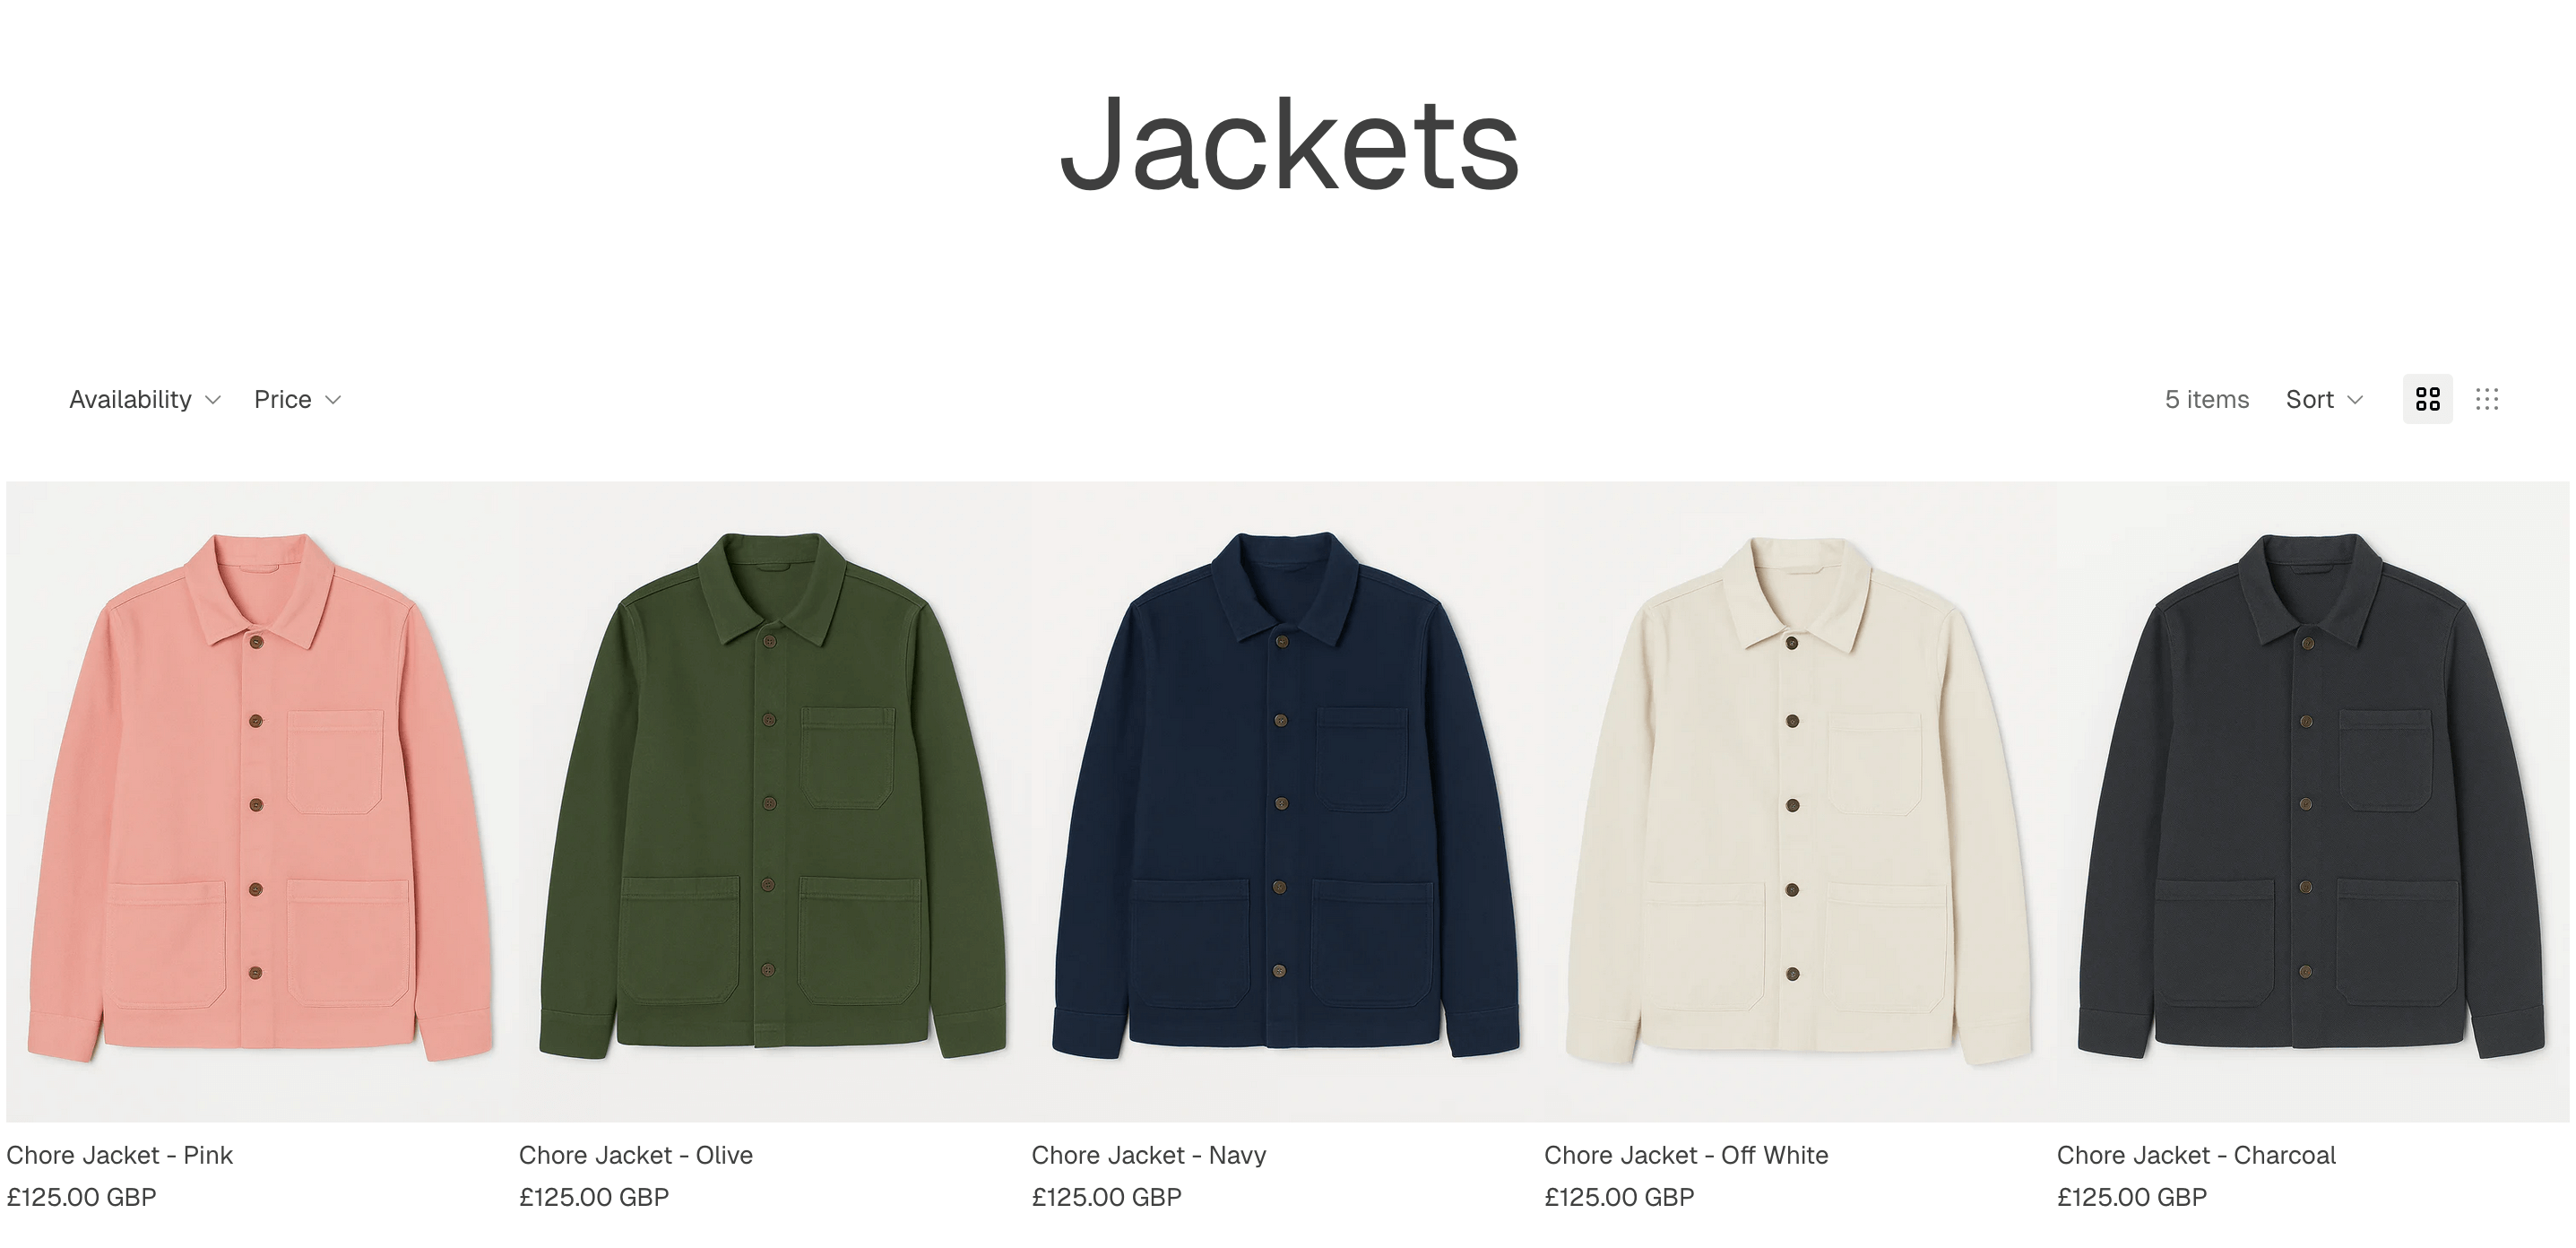 Jackets
Availability Price 5 items Sort
Chore Jacket - Pink
£125.00 GBP
Chore Jacket - Olive
£125.00 GBP
Chore Jacket - Navy
£125.00 GBP
Chore Jacket - Off White
£125.00 GBP
Chore Jacket - Charcoal
£125.00 GBP